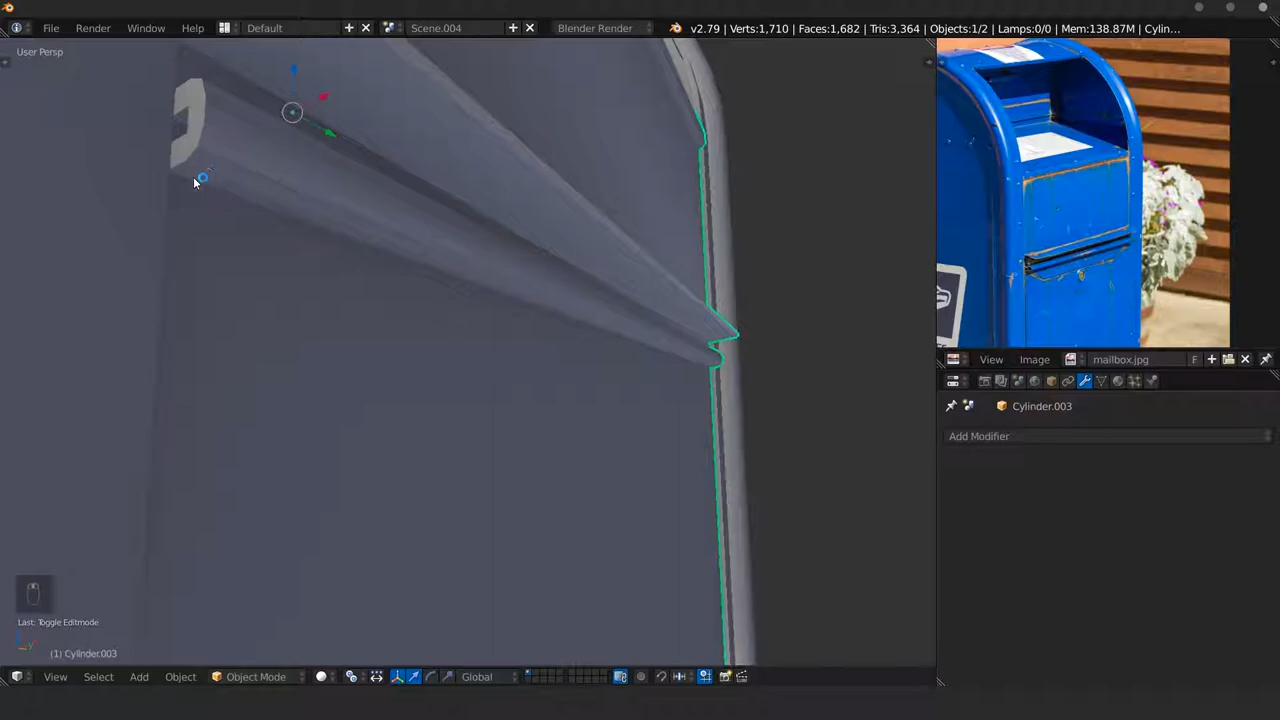 File Render Window Help Default Scene.004 Blender Render v2.79 | Verts:1,710 | Faces:1,682 | Tris:3,364 | Objects:1/2 | Lamps:0/0 | Mem:138.87M | Cylin...
User Persp
View Image mailbox.jpg F
Cylinder.003
Add Modifier
Last: Toggle Editmode
(1) Cylinder.003
View Select Add Object Object Mode Global